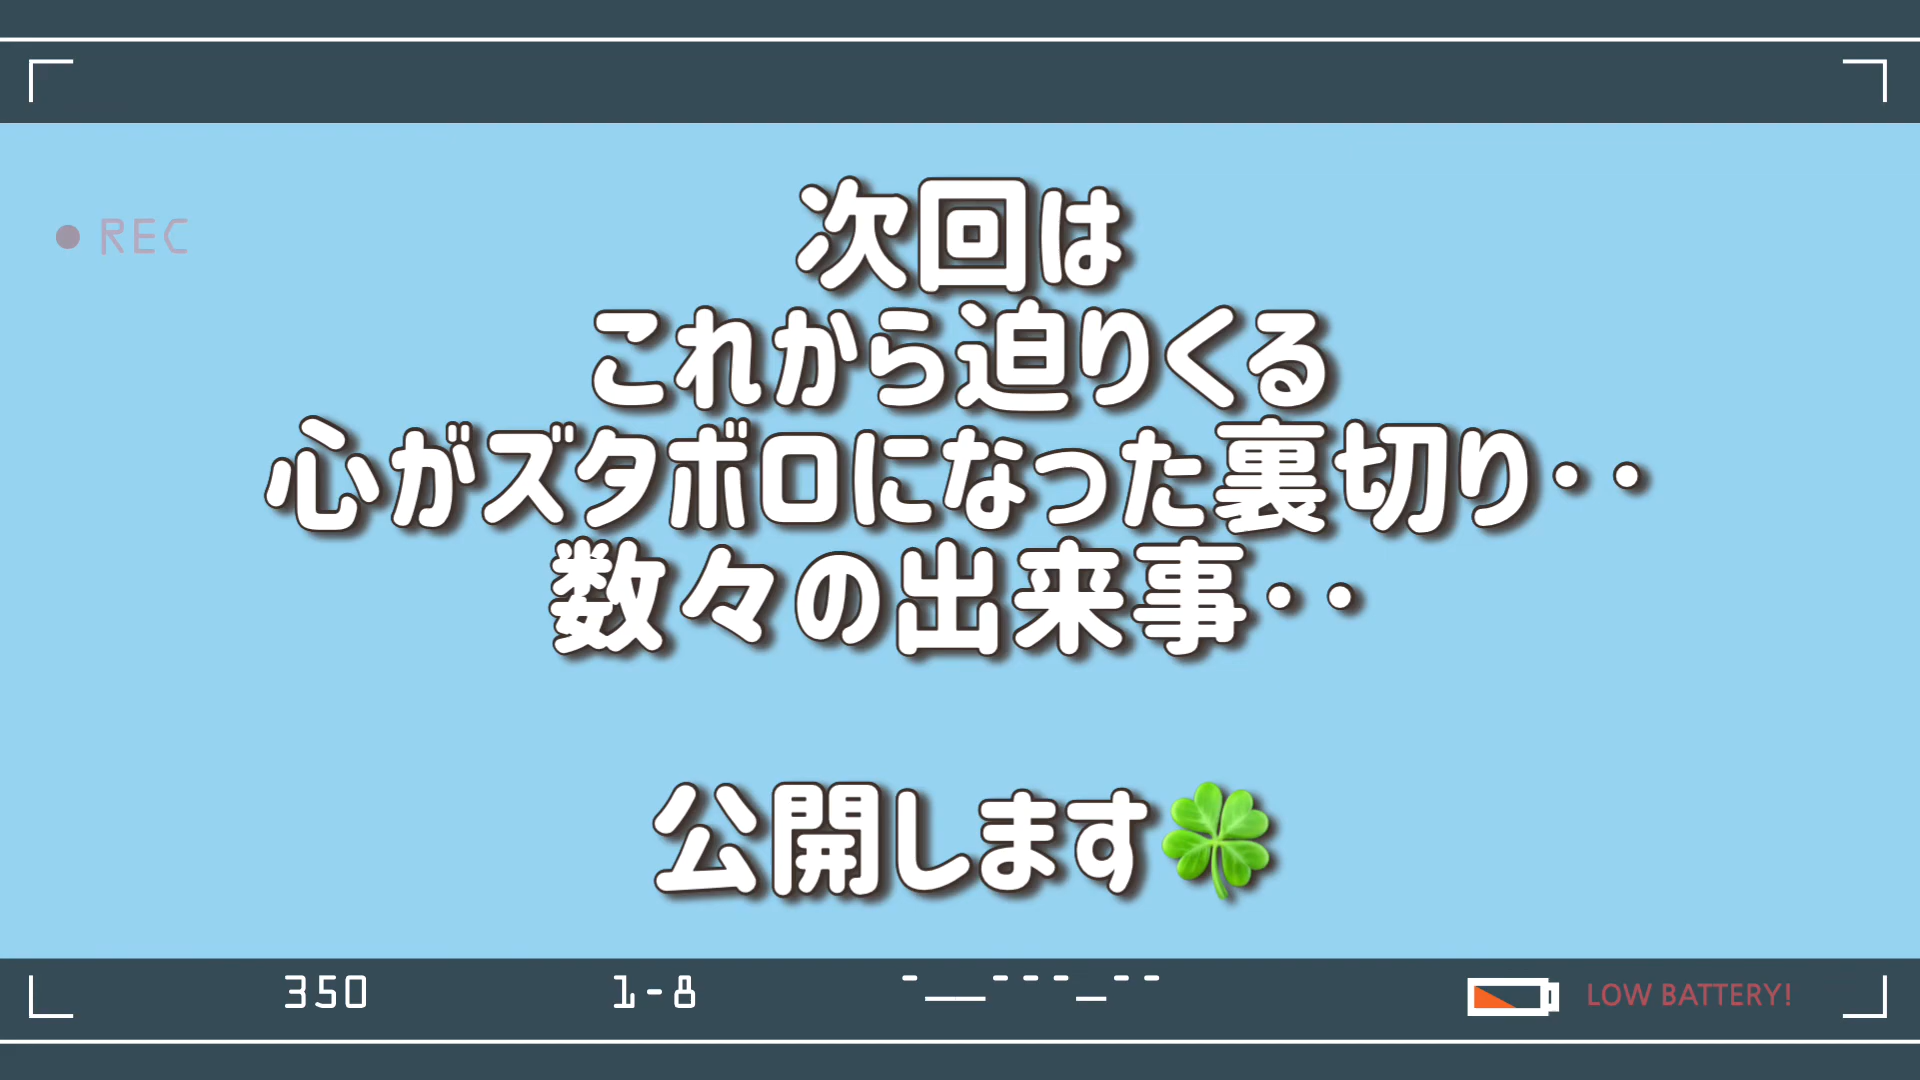 ● REC
次回は
これから迫りくる
心がズタボロになった裏切り‥
数々の出来事‥
公開します🍀
350 1-8 LOW BATTERY!